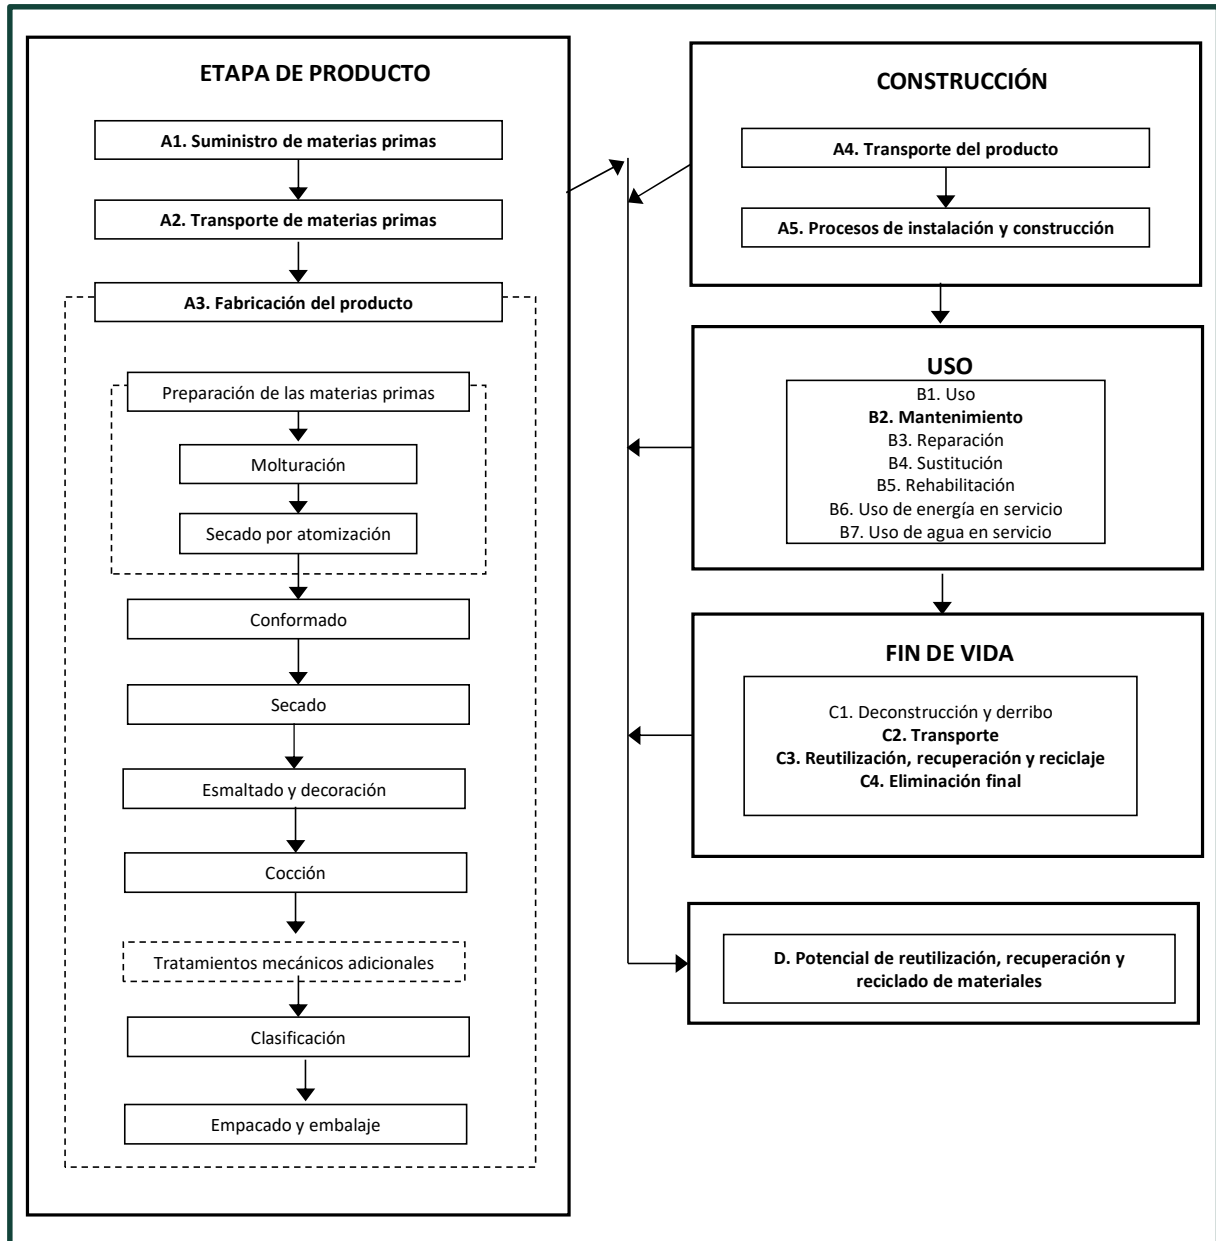 ETAPA DE PRODUCTO
A1. Suministro de materias primas
A2. Transporte de materias primas
A3. Fabricación del producto
Preparación de las materias primas
Molturación
Secado por atomización
Conformado
Secado
Esmaltado y decoración
Cocción
Tratamientos mecánicos adicionales
Clasificación
Empacado y embalaje
CONSTRUCCIÓN
A4. Transporte del producto
A5. Procesos de instalación y construcción
USO
B1. Uso
B2. Mantenimiento
B3. Reparación
B4. Sustitución
B5. Rehabilitación
B6. Uso de energía en servicio
B7. Uso de agua en servicio
FIN DE VIDA
C1. Deconstrucción y derribo
C2. Transporte
C3. Reutilización, recuperación y reciclaje
C4. Eliminación final
D. Potencial de reutilización, recuperación y
reciclado de materiales